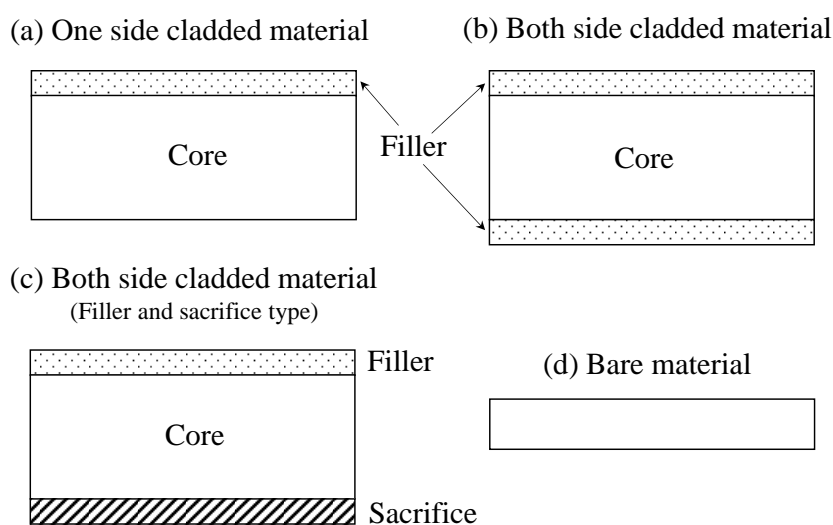 (a) One side cladded material
(b) Both side cladded material
Core
Filler
Core
(c) Both side cladded material
(Filler and sacrifice type)
Filler
(d) Bare material
Core
Sacrifice